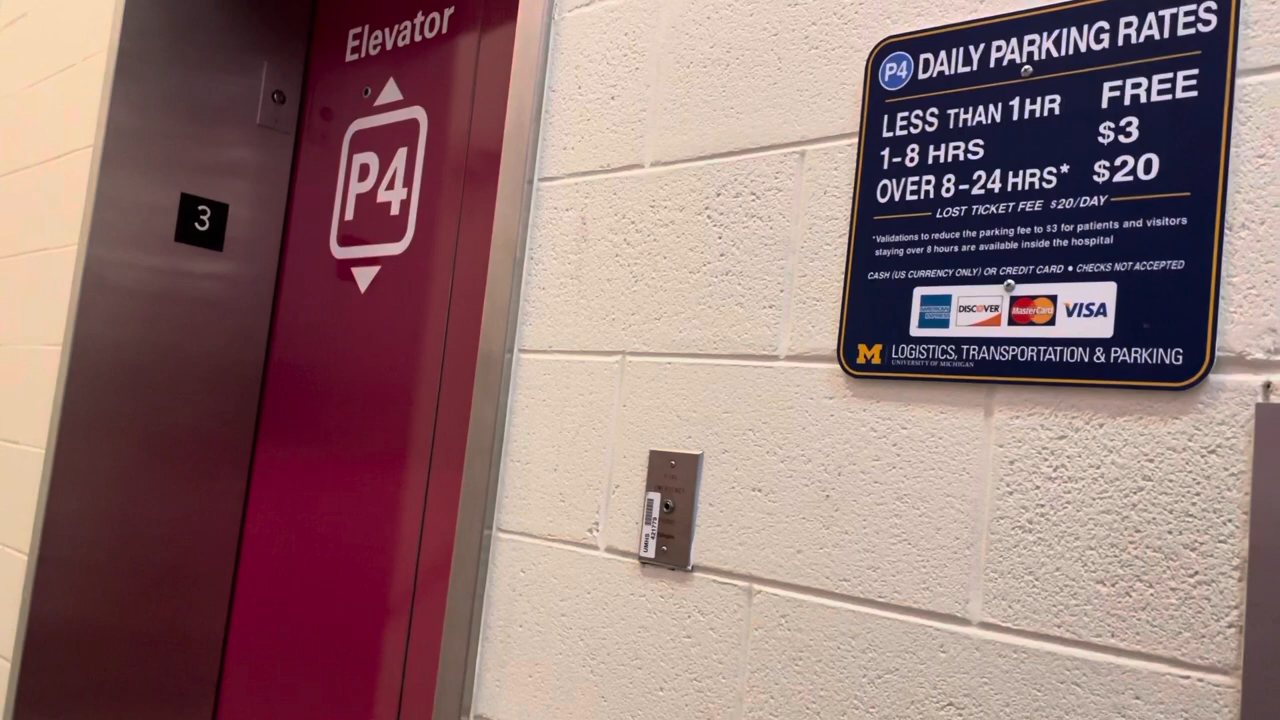 Elevator
P4
3
P4 DAILY PARKING RATES
LESS THAN 1HR FREE
1-8 HRS $3
OVER 8-24 HRS* $20
LOST TICKET FEE $20/DAY
*Validations to reduce the parking fee to $3 for patients and visitors
staying over 8 hours are available inside the hospital
CASH (US CURRENCY ONLY) OR CREDIT CARD • CHECKS NOT ACCEPTED
AMERICAN EXPRESS DISCOVER MasterCard VISA
M LOGISTICS, TRANSPORTATION & PARKING
UNIVERSITY OF MICHIGAN
UMHS
421779